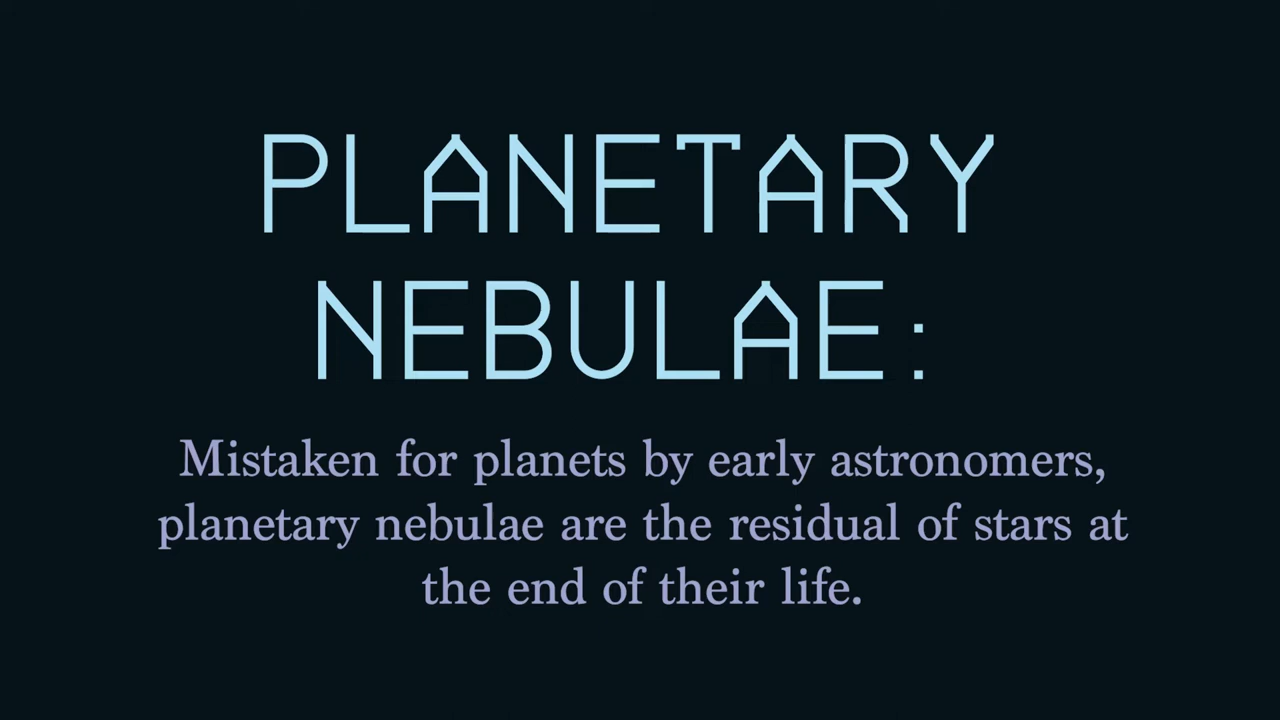 PLANETARY
NEBULAE:
Mistaken for planets by early astronomers,
planetary nebulae are the residual of stars at
the end of their life.